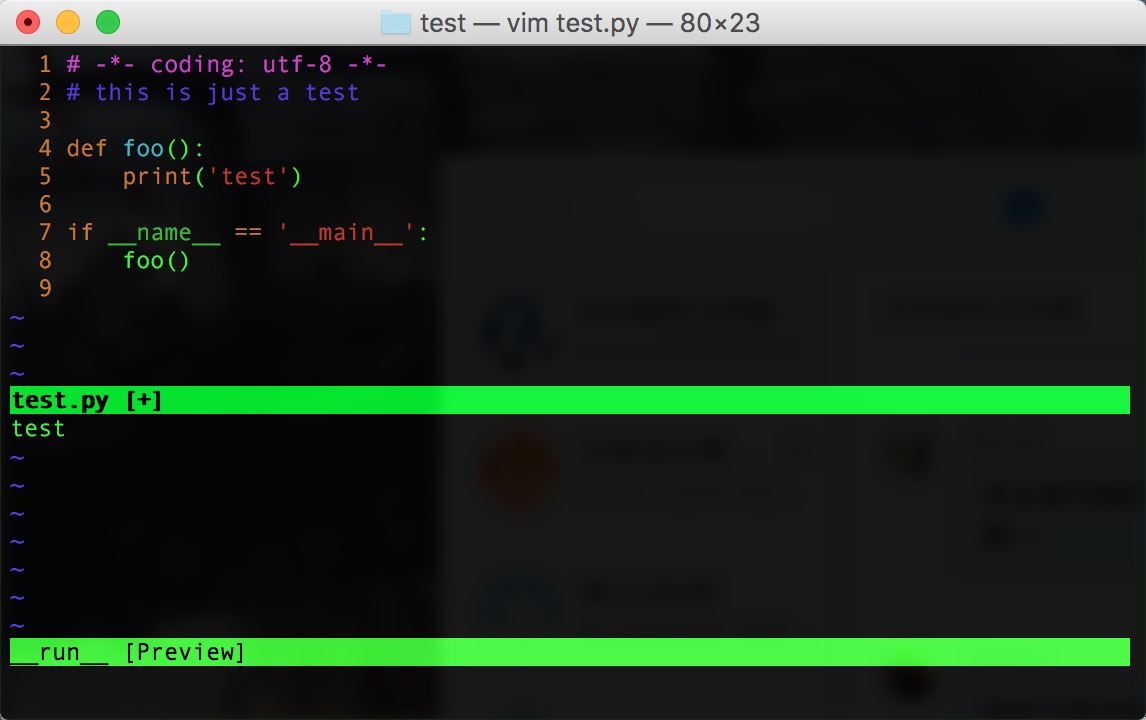 test — vim test.py — 80×23
1 # -*- coding: utf-8 -*-
2 # this is just a test
3
4 def foo():
5     print('test')
6
7 if __name__ == '__main__':
8     foo()
9
~
~
~
test.py [+]
test
~
~
~
~
~
~
~
__run__ [Preview]